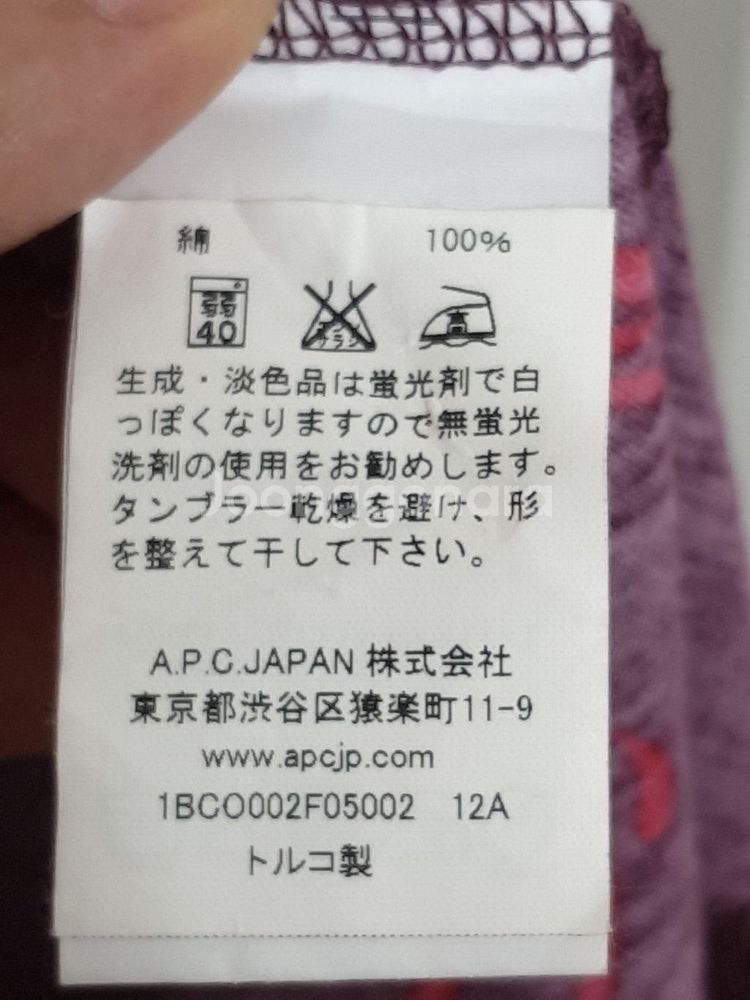 綿 100%
弱
40
エンソ
サラシ
高
生成・淡色品は蛍光剤で白
っぽくなりますので無蛍光
洗剤の使用をお勧めします。
タンブラー乾燥を避け、形
を整えて干して下さい。
Joonggonara
A.P.C.JAPAN 株式会社
東京都渋谷区猿楽町11-9
www.apcjp.com
1BCO002F05002 12A
トルコ製